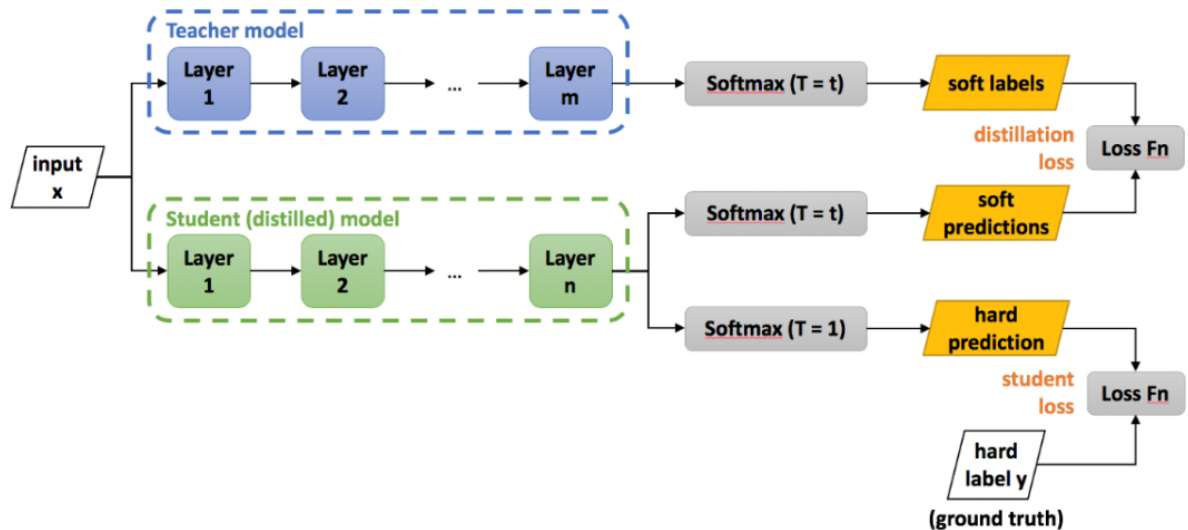 Teacher model
Layer
1
Layer
2
...
Layer
m
Softmax (T = t)
soft labels
distillation
loss
Loss Fn
input
x
Student (distilled) model
Layer
1
Layer
2
...
Layer
n
Softmax (T = t)
soft
predictions
Softmax (T = 1)
hard
prediction
student
loss
Loss Fn
hard
label y
(ground truth)